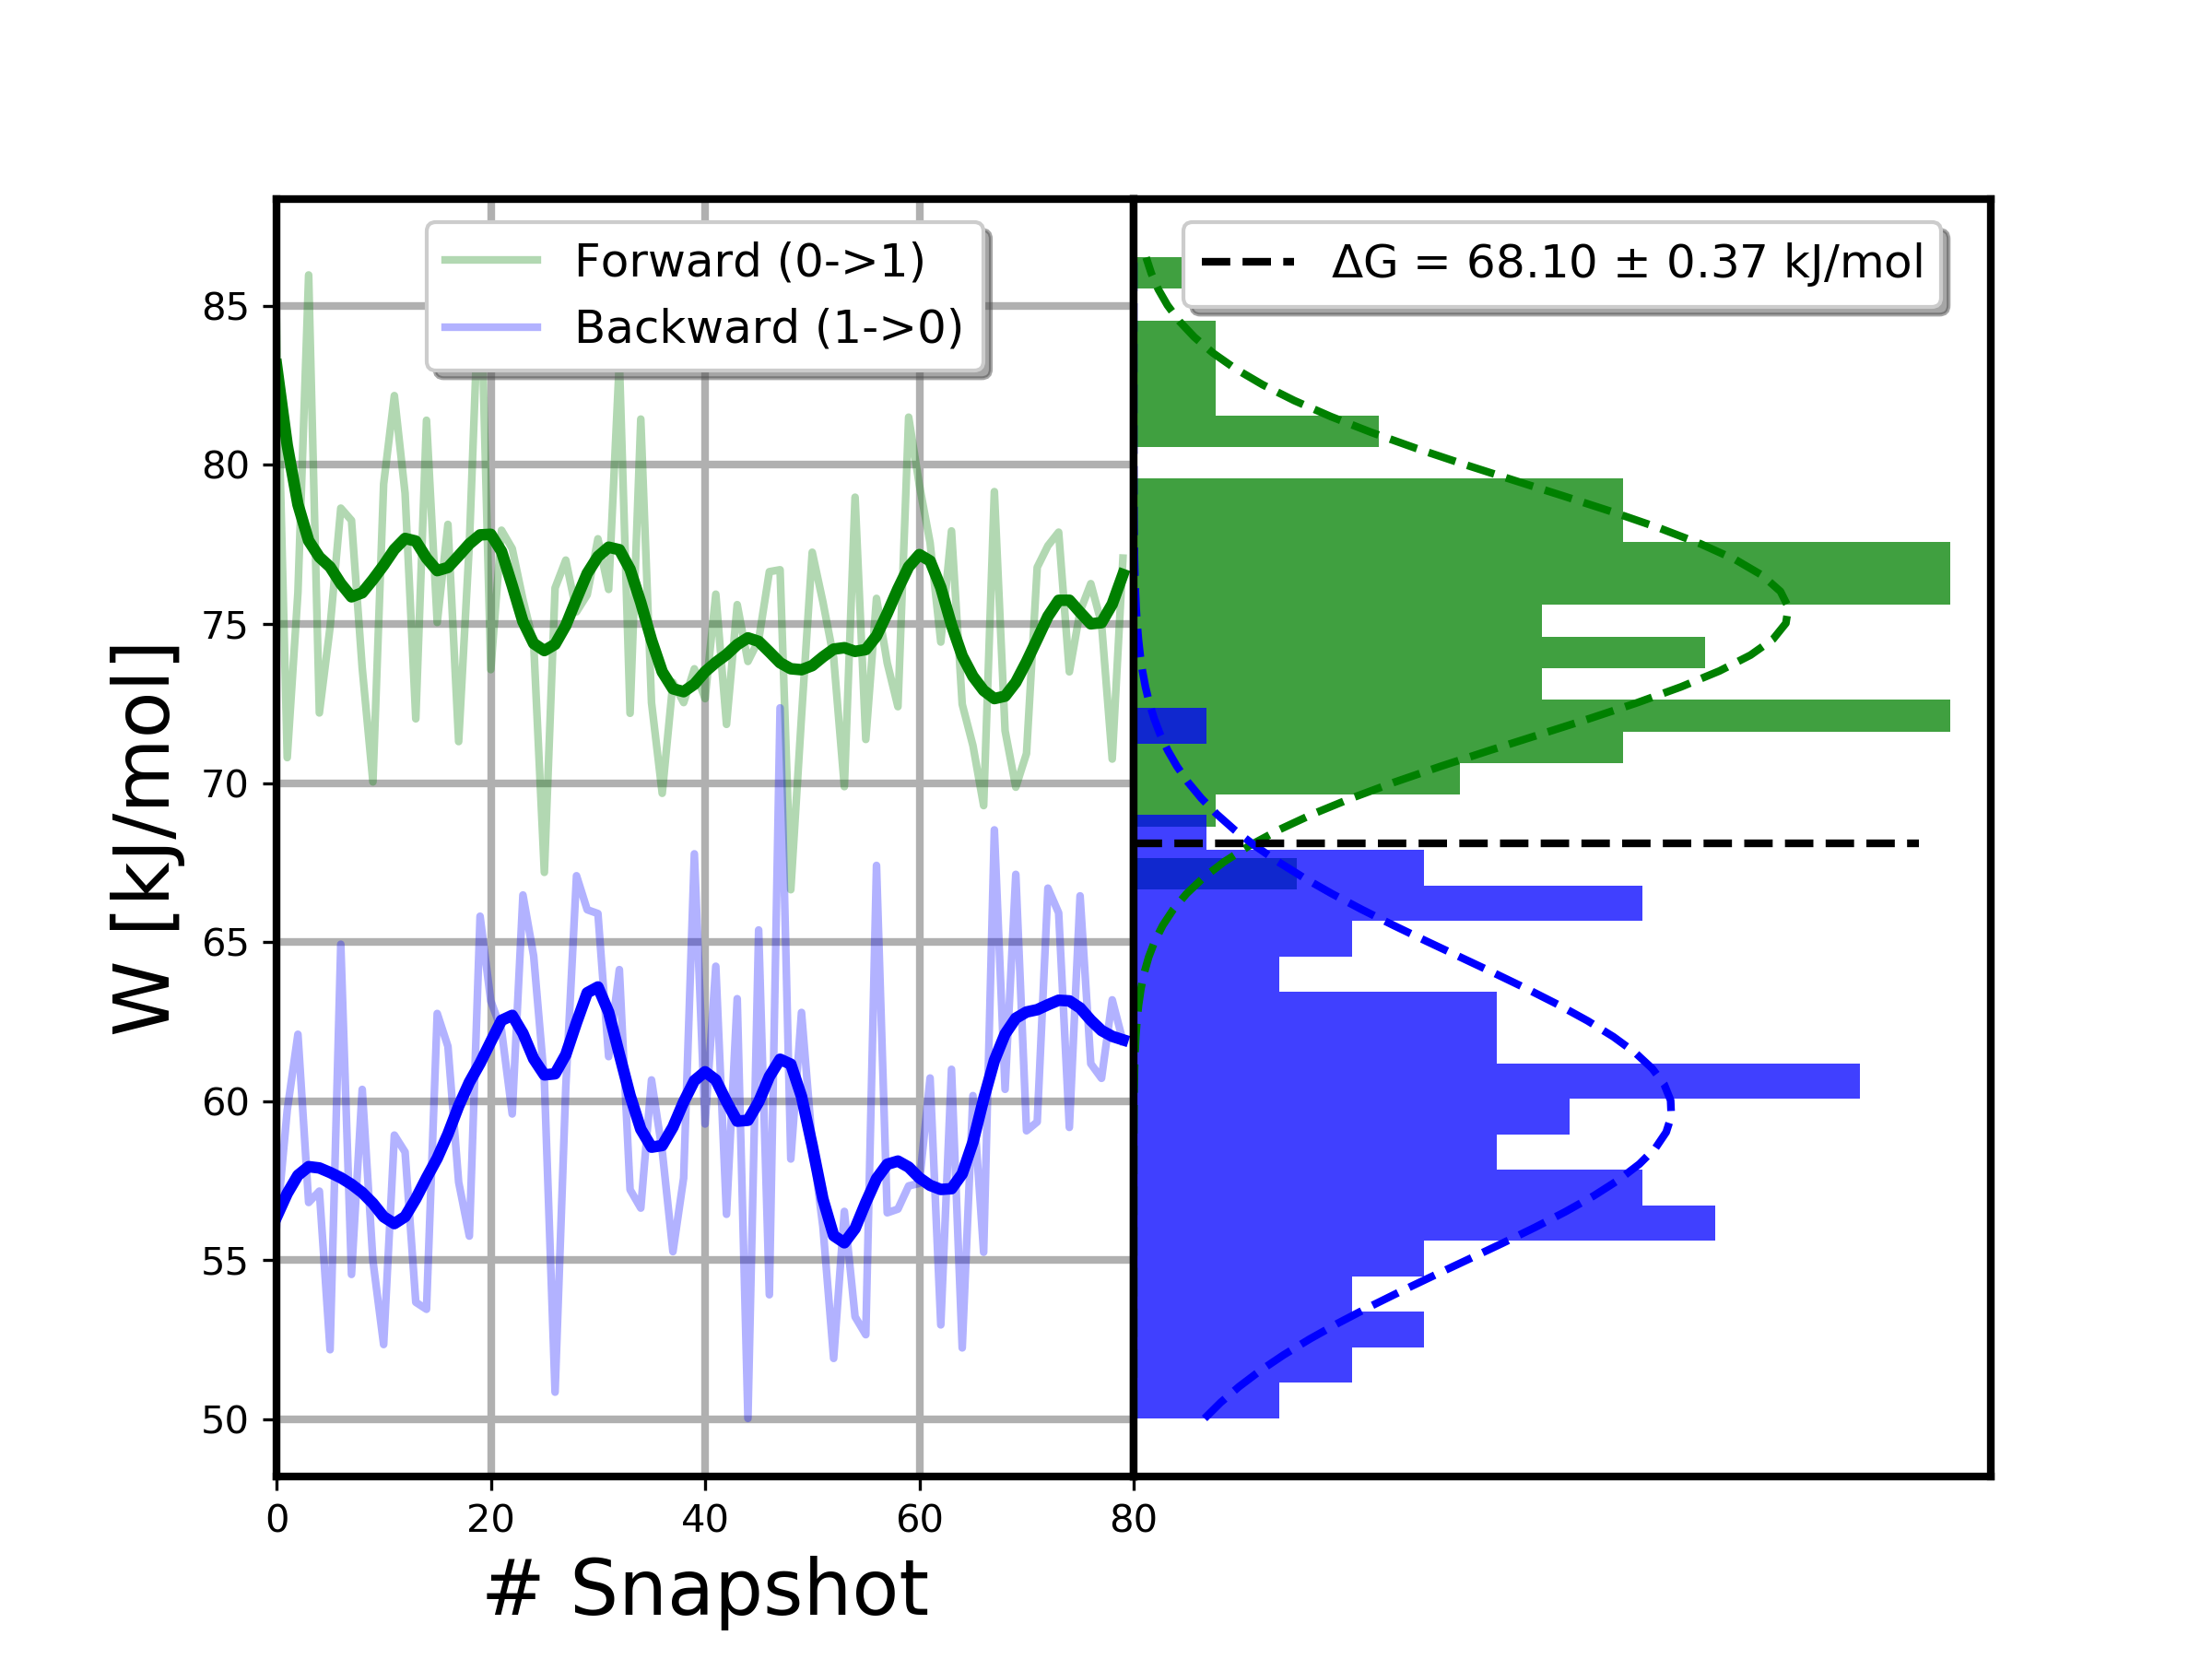 Forward (0->1)
Backward (1->0)
ΔG = 68.10 ± 0.37 kJ/mol
85
80
75
70
65
60
55
50
W [kJ/mol]
0 20 40 60 80
# Snapshot